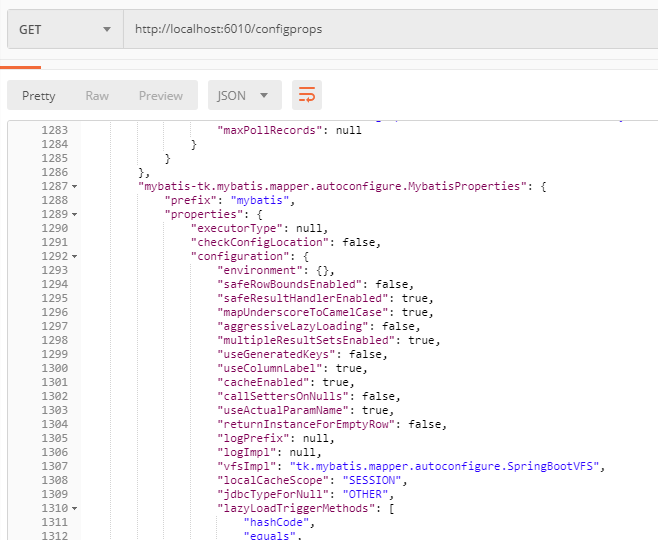 GET
http://localhost:6010/configprops
Pretty Raw Preview JSON
1283 "maxPollRecords": null
1284 }
1285 }
1286 },
1287 "mybatis-tk.mybatis.mapper.autoconfigure.MybatisProperties": {
1288 "prefix": "mybatis",
1289 "properties": {
1290 "executorType": null,
1291 "checkConfigLocation": false,
1292 "configuration": {
1293 "environment": {},
1294 "safeRowBoundsEnabled": false,
1295 "safeResultHandlerEnabled": true,
1296 "mapUnderscoreToCamelCase": true,
1297 "aggressiveLazyLoading": false,
1298 "multipleResultSetsEnabled": true,
1299 "useGeneratedKeys": false,
1300 "useColumnLabel": true,
1301 "cacheEnabled": true,
1302 "callSettersOnNulls": false,
1303 "useActualParamName": true,
1304 "returnInstanceForEmptyRow": false,
1305 "logPrefix": null,
1306 "logImpl": null,
1307 "vfsImpl": "tk.mybatis.mapper.autoconfigure.SpringBootVFS",
1308 "localCacheScope": "SESSION",
1309 "jdbcTypeForNull": "OTHER",
1310 "lazyLoadTriggerMethods": [
1311 "hashCode",
1312 "equals",